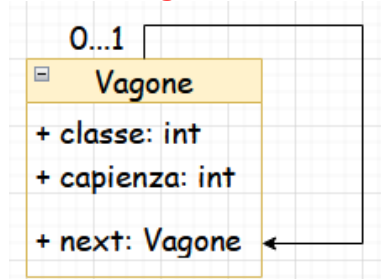 0...1
Vagone
+ classe: int
+ capienza: int
+ next: Vagone